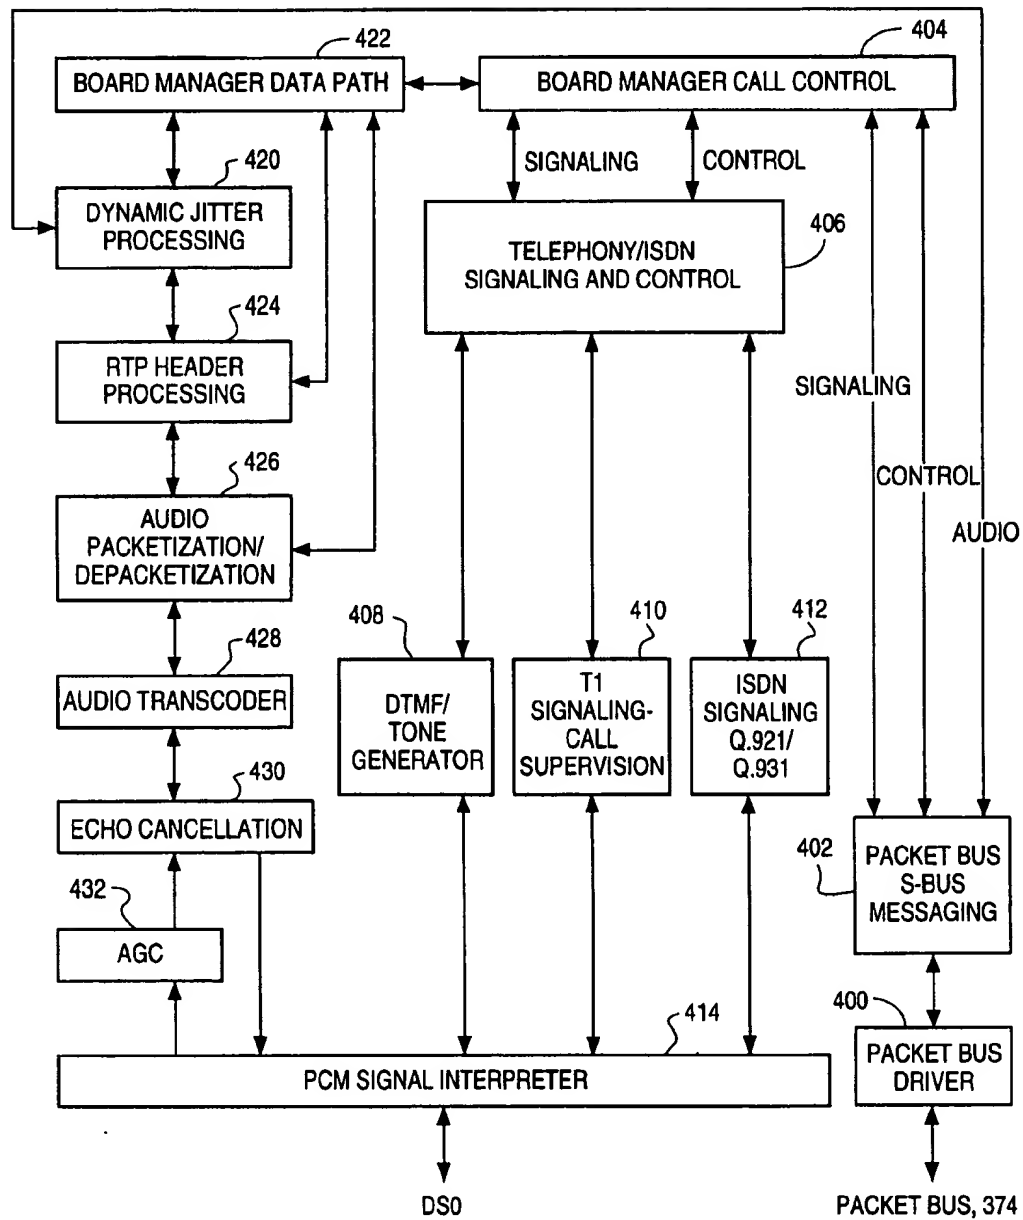 422
404
BOARD MANAGER DATA PATH
BOARD MANAGER CALL CONTROL
SIGNALING
CONTROL
420
DYNAMIC JITTER
PROCESSING
406
TELEPHONY/ISDN
SIGNALING AND CONTROL
424
RTP HEADER
PROCESSING
SIGNALING
CONTROL
AUDIO
426
AUDIO
PACKETIZATION/
DEPACKETIZATION
408
410
412
428
AUDIO TRANSCODER
DTMF/
TONE
GENERATOR
T1
SIGNALING-
CALL
SUPERVISION
ISDN
SIGNALING
Q.921/
Q.931
430
ECHO CANCELLATION
402
PACKET BUS
S-BUS
MESSAGING
432
AGC
400
PACKET BUS
DRIVER
414
PCM SIGNAL INTERPRETER
DS0
PACKET BUS, 374